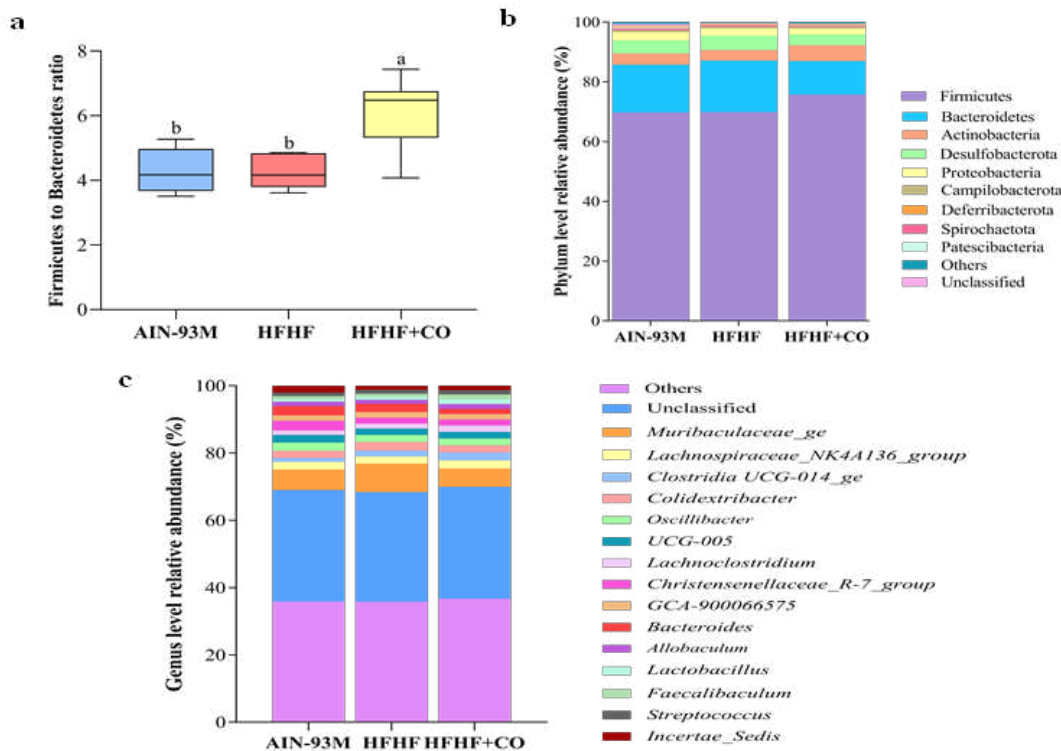 a
Firmicutes to Bacteroidetes ratio
8
6
4
2
0
b
b
a
AIN-93M
HFHF
HFHF+CO
b
Phylum level relative abundance (%)
100
80
60
40
20
0
AIN-93M
HFHF
HFHF+CO
Firmicutes
Bacteroidetes
Actinobacteria
Desulfobacterota
Proteobacteria
Campilobacterota
Deferribacterota
Spirochaetota
Patescibacteria
Others
Unclassified
c
Genus level relative abundance (%)
100
80
60
40
20
0
AIN-93M
HFHF
HFHF+CO
Others
Unclassified
Muribaculaceae_ge
Lachnospiraceae_NK4A136_group
Clostridia UCG-014_ge
Colidextribacter
Oscillibacter
UCG-005
Lachnoclostridium
Christensenellaceae_R-7_group
GCA-900066575
Bacteroides
Allobaculum
Lactobacillus
Faecalibaculum
Streptococcus
Incertae_Sedis